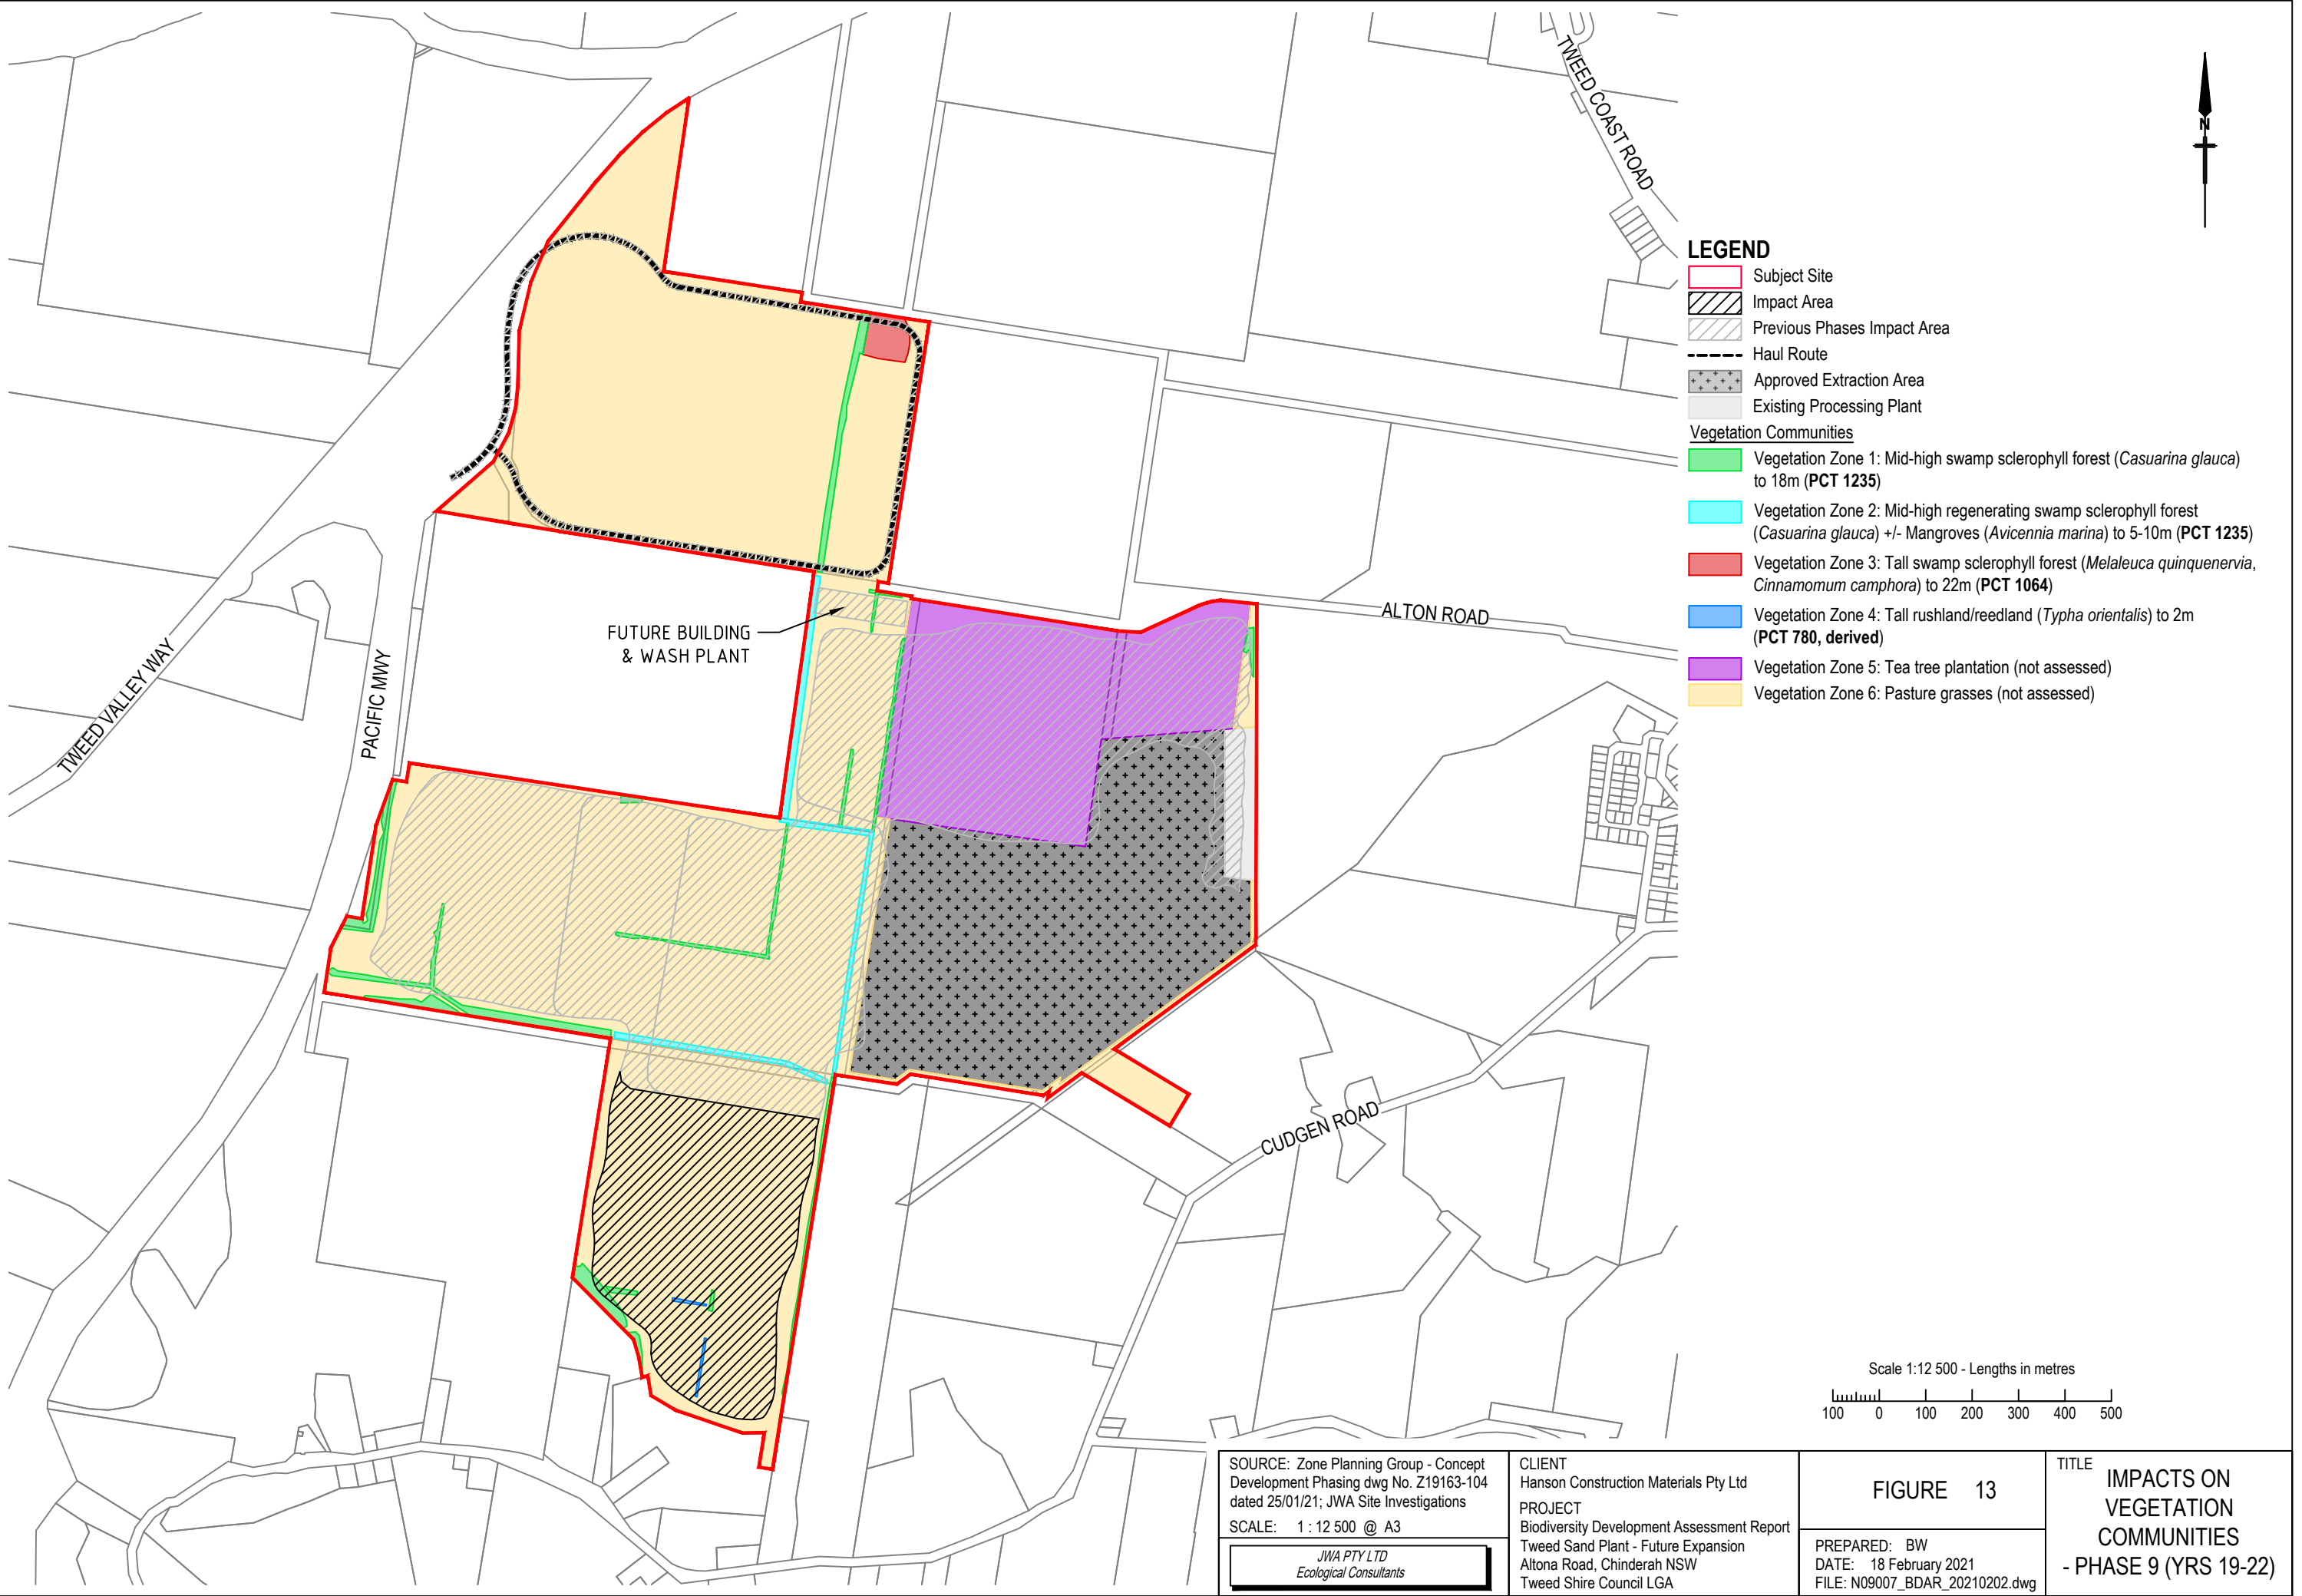 TWEED COAST ROAD
N
LEGEND
Subject Site
Impact Area
Previous Phases Impact Area
Haul Route
Approved Extraction Area
Existing Processing Plant
Vegetation Communities
Vegetation Zone 1: Mid-high swamp sclerophyll forest (Casuarina glauca)
to 18m (PCT 1235)
Vegetation Zone 2: Mid-high regenerating swamp sclerophyll forest
(Casuarina glauca) +/- Mangroves (Avicennia marina) to 5-10m (PCT 1235)
Vegetation Zone 3: Tall swamp sclerophyll forest (Melaleuca quinquenervia,
Cinnamomum camphora) to 22m (PCT 1064)
Vegetation Zone 4: Tall rushland/reedland (Typha orientalis) to 2m
(PCT 780, derived)
Vegetation Zone 5: Tea tree plantation (not assessed)
Vegetation Zone 6: Pasture grasses (not assessed)
ALTON ROAD
FUTURE BUILDING
& WASH PLANT
TWEED VALLEY WAY
PACIFIC MWY
CUDGEN ROAD
Scale 1:12 500 - Lengths in metres
100 0 100 200 300 400 500
SOURCE: Zone Planning Group - Concept
Development Phasing dwg No. Z19163-104
dated 25/01/21; JWA Site Investigations
SCALE: 1 : 12 500 @ A3
JWA PTY LTD
Ecological Consultants
CLIENT
Hanson Construction Materials Pty Ltd
PROJECT
Biodiversity Development Assessment Report
Tweed Sand Plant - Future Expansion
Altona Road, Chinderah NSW
Tweed Shire Council LGA
FIGURE 13
PREPARED: BW
DATE: 18 February 2021
FILE: N09007_BDAR_20210202.dwg
TITLE
IMPACTS ON
VEGETATION
COMMUNITIES
- PHASE 9 (YRS 19-22)